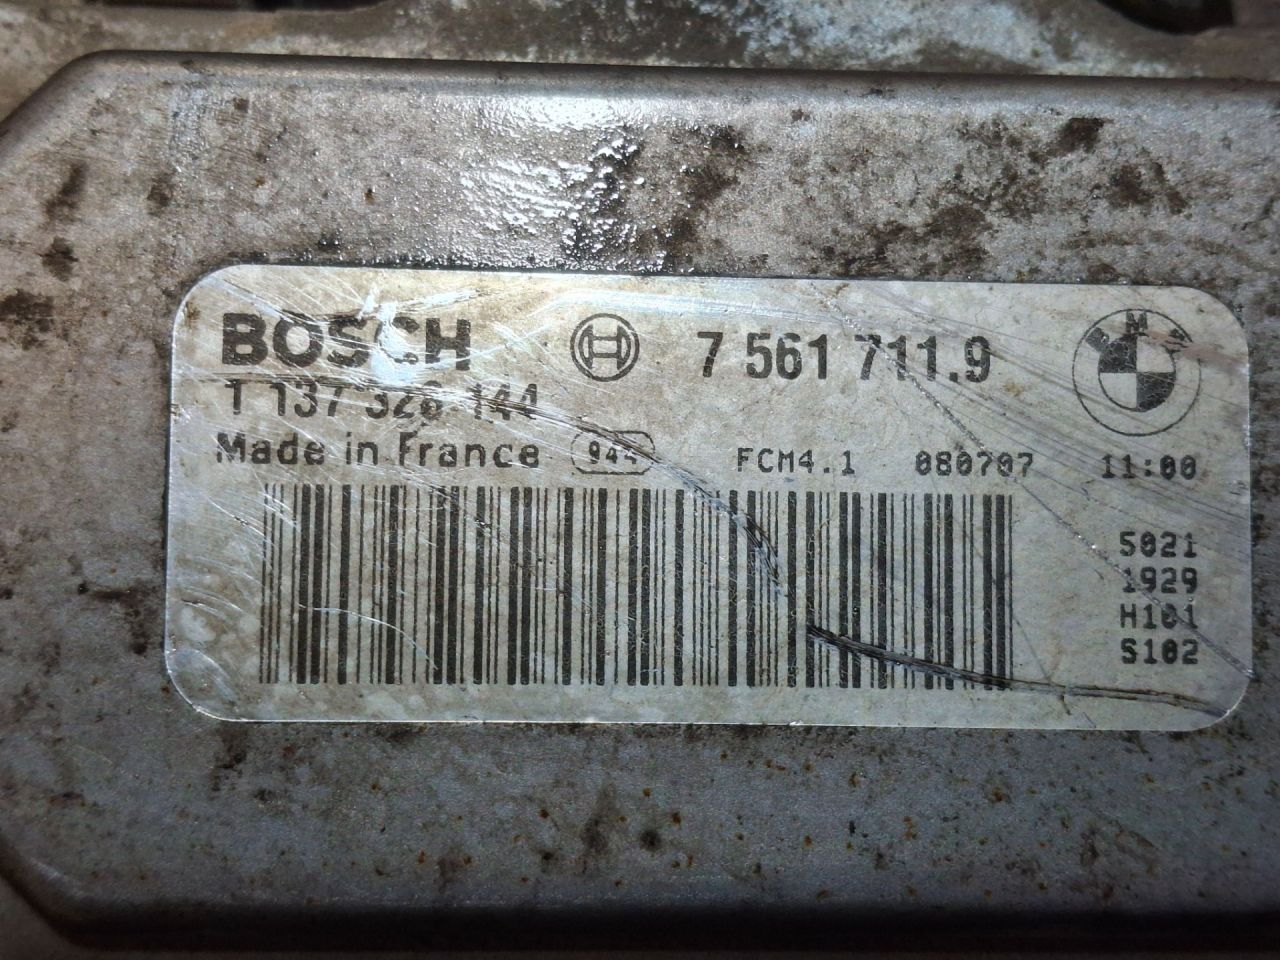 BOSCH 7 561 711.9 BMW
1 137 328 144
Made in France 944 FCM4.1 080707 11:00
5021
1929
H101
S102